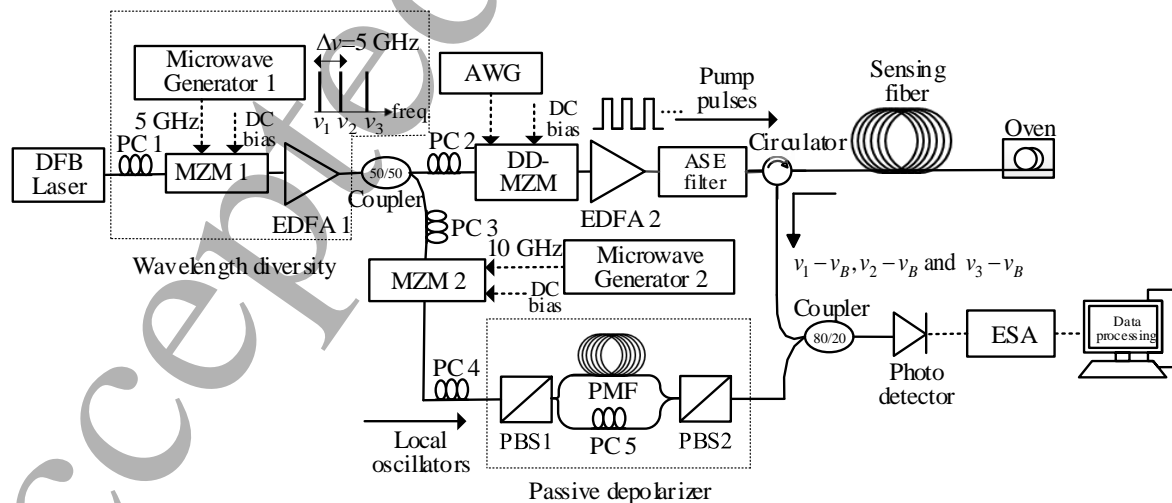 Microwave
Generator 1
Δν=5 GHz
ν1 ν2 ν3 freq
5 GHz
DC
bias
PC 1
DFB
Laser
MZM 1
EDFA 1
Wavelength diversity
50/50
Coupler
PC 2
AWG
DC
bias
DD-
MZM
EDFA 2
Pump
pulses
ASE
filter
Circulator
Sensing
fiber
Oven
PC 3
MZM 2
10 GHz
DC
bias
Microwave
Generator 2
ν1 − νB, ν2 − νB and ν3 − νB
Coupler
80/20
Photo
detector
ESA
Data
processing
PC 4
Local
oscillators
PBS1
PMF
PC 5
PBS2
Passive depolarizer
ccepted